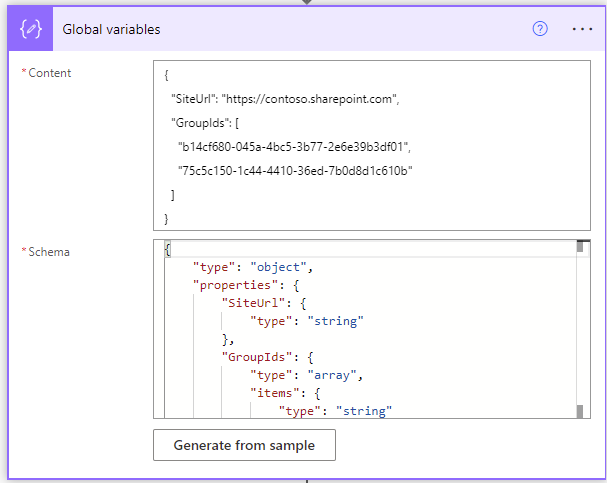 Global variables
* Content
{
"SiteUrl": "https://contoso.sharepoint.com",
"GroupIds": [
"b14cf680-045a-4bc5-3b77-2e6e39b3df01",
"75c5c150-1c44-4410-36ed-7b0d8d1c610b"
]
}
* Schema
{
"type": "object",
"properties": {
"SiteUrl": {
"type": "string"
},
"GroupIds": {
"type": "array",
"items": {
"type": "string"
Generate from sample